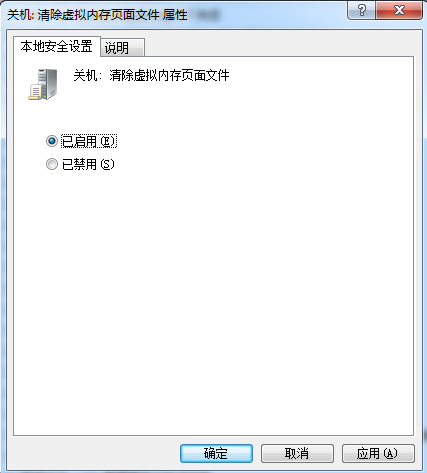 关机: 清除虚拟内存页面文件 属性
本地安全设置 说明
关机: 清除虚拟内存页面文件
已启用(E)
已禁用(S)
确定 取消 应用(A)